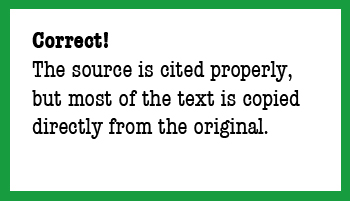 Correct!
The source is cited properly,
but most of the text is copied
directly from the original.